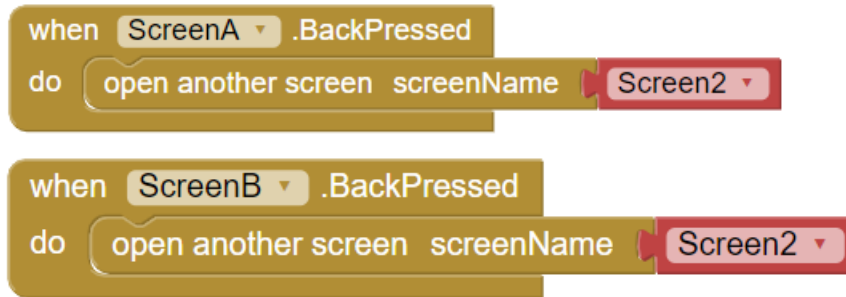 when ScreenA .BackPressed
do open another screen screenName Screen2
when ScreenB .BackPressed
do open another screen screenName Screen2